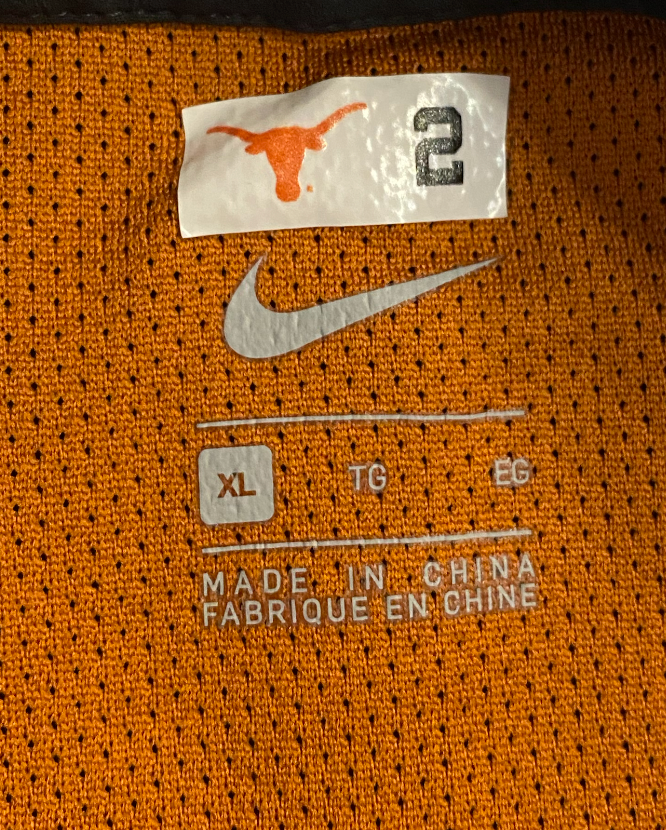 2
XL TG EG
MADE IN CHINA
FABRIQUE EN CHINE